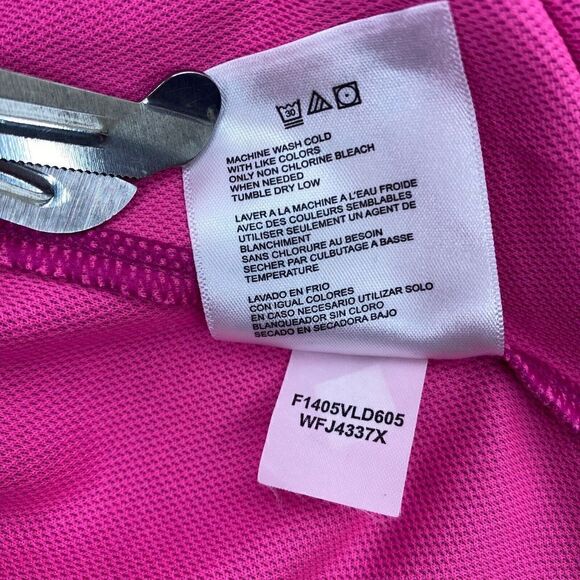 30
MACHINE WASH COLD
WITH LIKE COLORS
ONLY NON CHLORINE BLEACH
WHEN NEEDED
TUMBLE DRY LOW
LAVER A LA MACHINE A L'EAU FROIDE
AVEC DES COULEURS SEMBLABLES
UTILISER SEULEMENT UN AGENT DE
BLANCHIMENT
SANS CHLORURE AU BESOIN
SECHER PAR CULBUTAGE A BASSE
TEMPERATURE
LAVADO EN FRIO
CON IGUAL COLORES
EN CASO NECESARIO UTILIZAR SOLO
BLANQUEADOR SIN CLORO
SECADO EN SECADORA BAJO
F1405VLD605
WFJ4337X